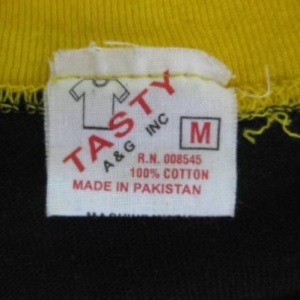 TASTY
A&G INC
M
R.N. 008545
100% COTTON
MADE IN PAKISTAN